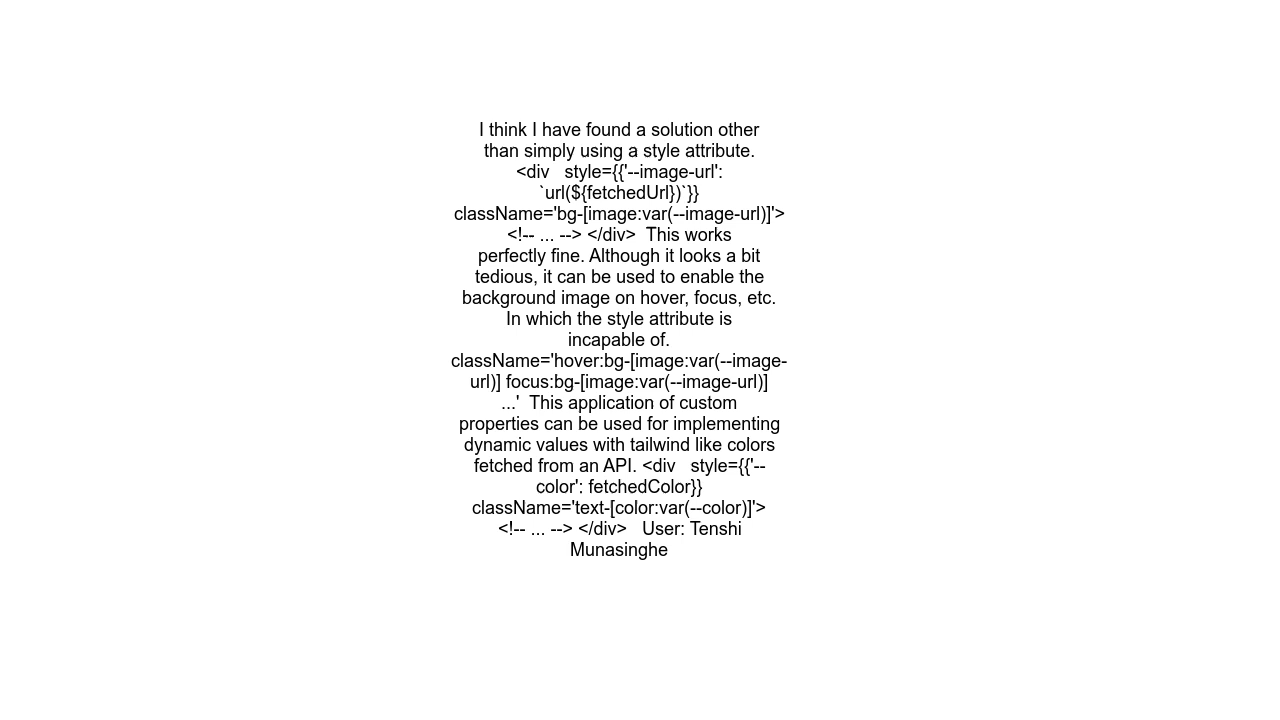 I think I have found a solution other
than simply using a style attribute.
<div   style={{'--image-url':
`url(${fetchedUrl})`}}
className='bg-[image:var(--image-url)]'>
<!-- ... --> </div>  This works
perfectly fine. Although it looks a bit
tedious, it can be used to enable the
background image on hover, focus, etc.
In which the style attribute is
incapable of.
className='hover:bg-[image:var(--image-
url)] focus:bg-[image:var(--image-url)]
...'  This application of custom
properties can be used for implementing
dynamic values with tailwind like colors
fetched from an API. <div   style={{'--
color': fetchedColor}}
className='text-[color:var(--color)]'>
<!-- ... --> </div>   User: Tenshi
Munasinghe